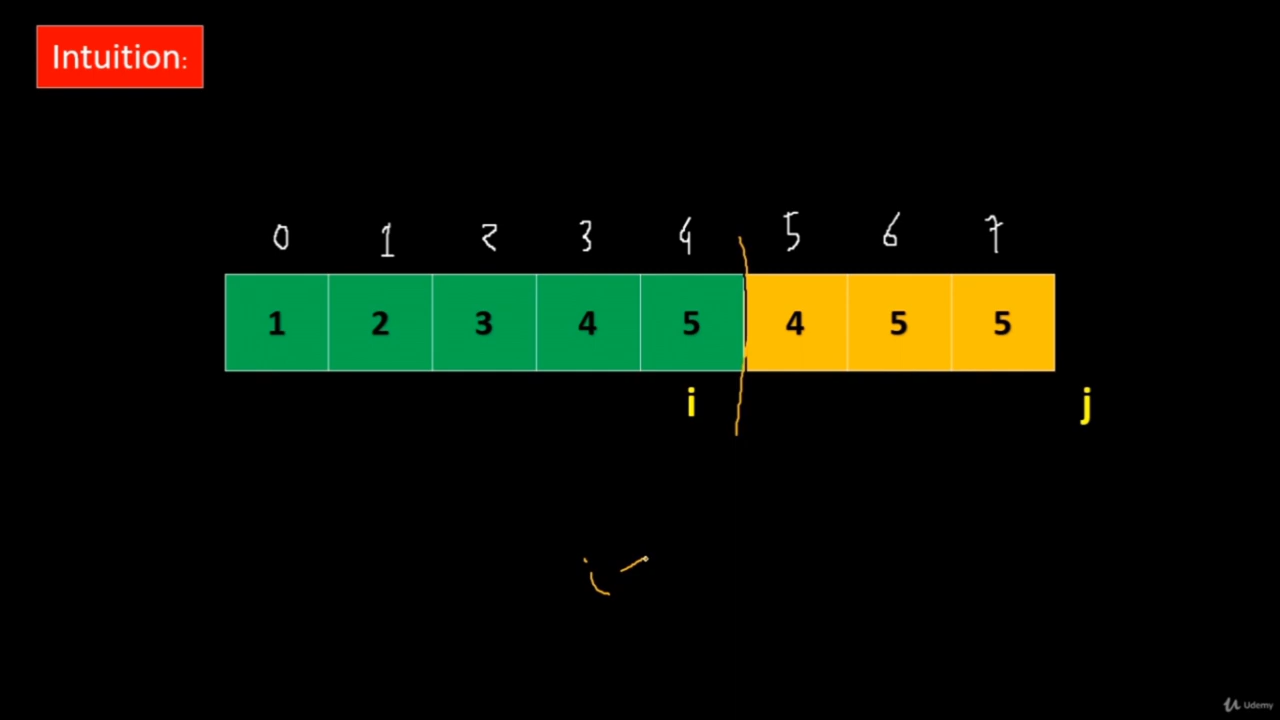 Intuition:
0 1 2 3 4 5 6 7
1 2 3 4 5 4 5 5
i j
Udemy